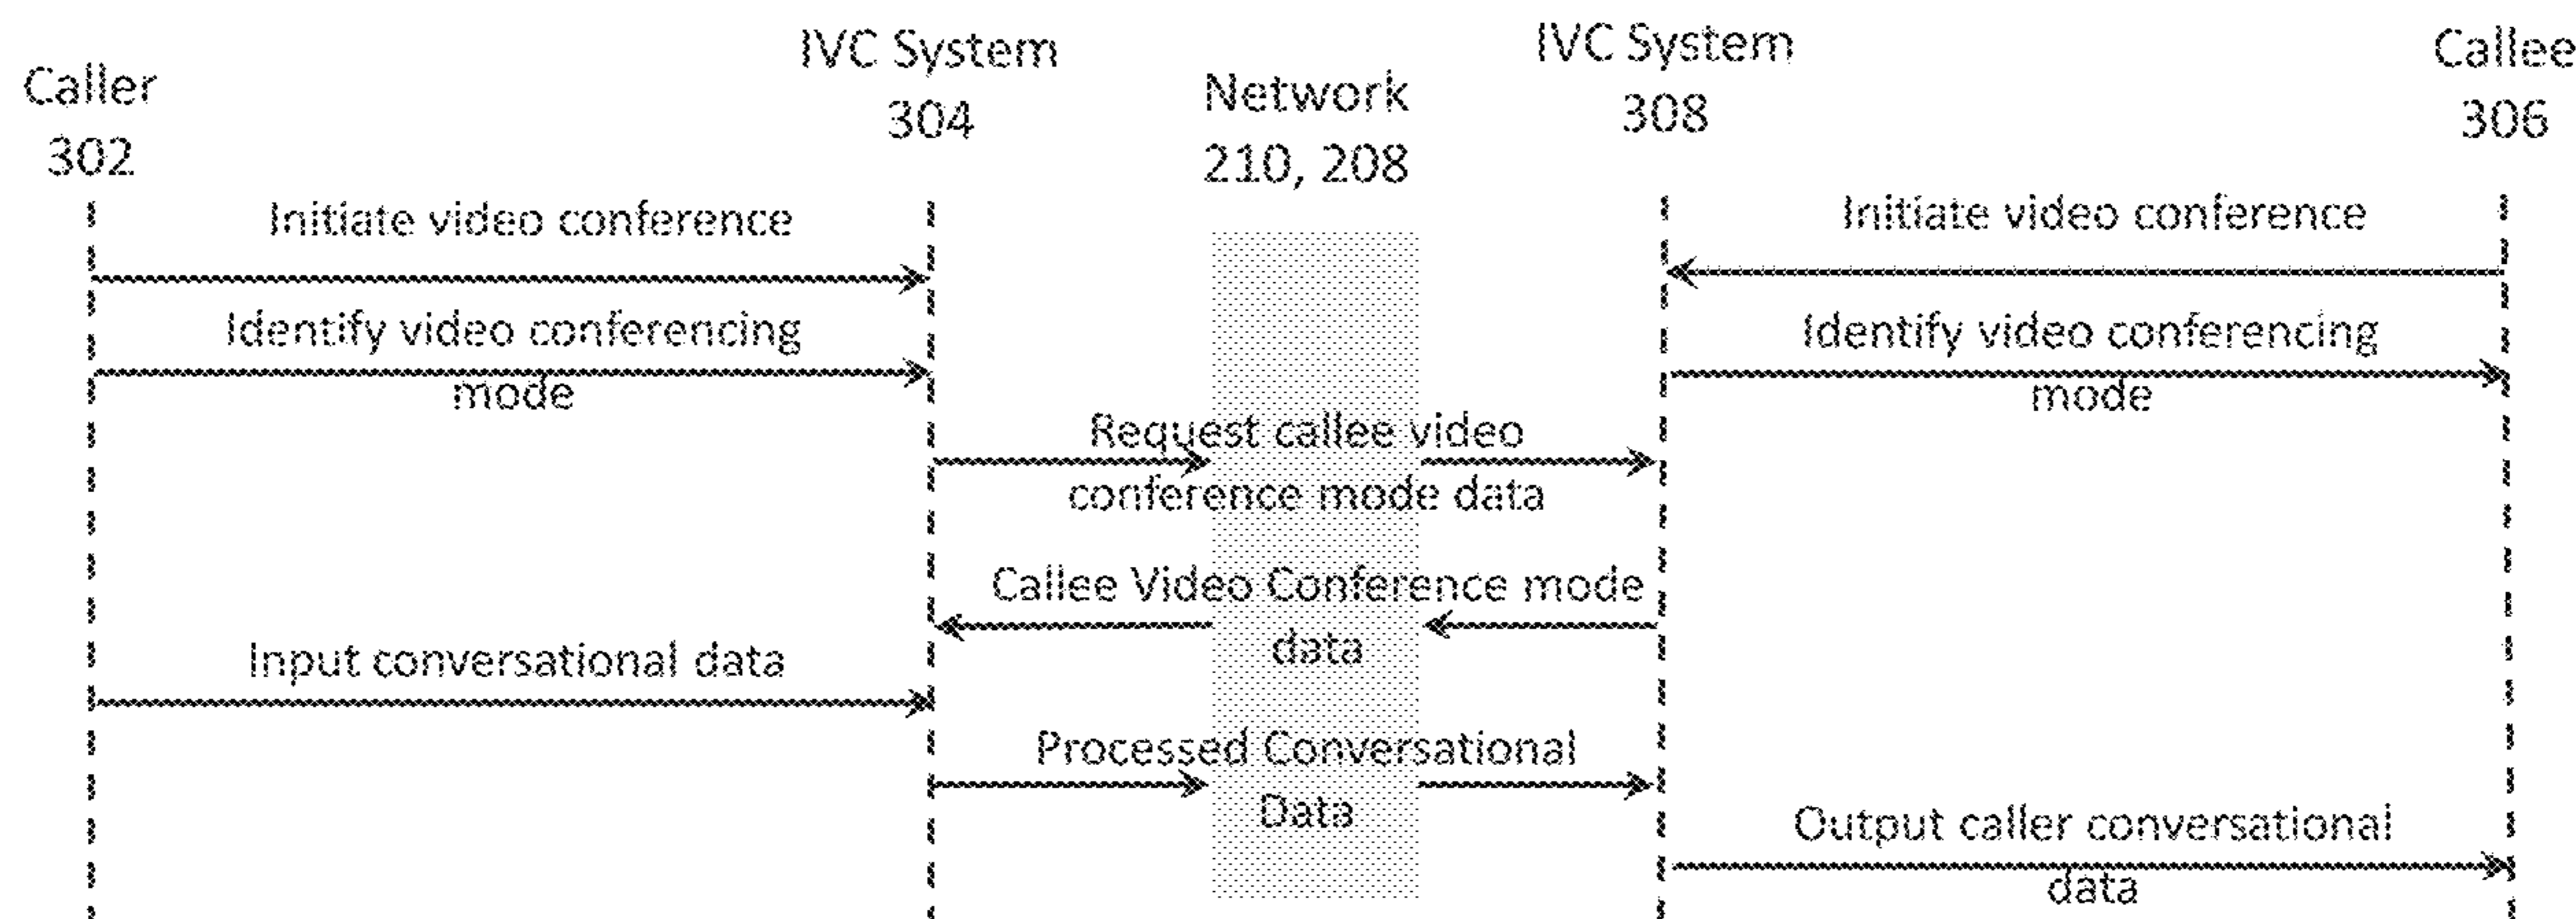 Caller
302
IVC System
304
Network
210, 208
IVC System
308
Callee
306
Initiate video conference
Initiate video conference
Identify video conferencing
mode
Identify video conferencing
mode
Request callee video
conference mode data
Callee Video Conference mode
data
Input conversational data
Processed Conversational
Data
Output caller conversational
data